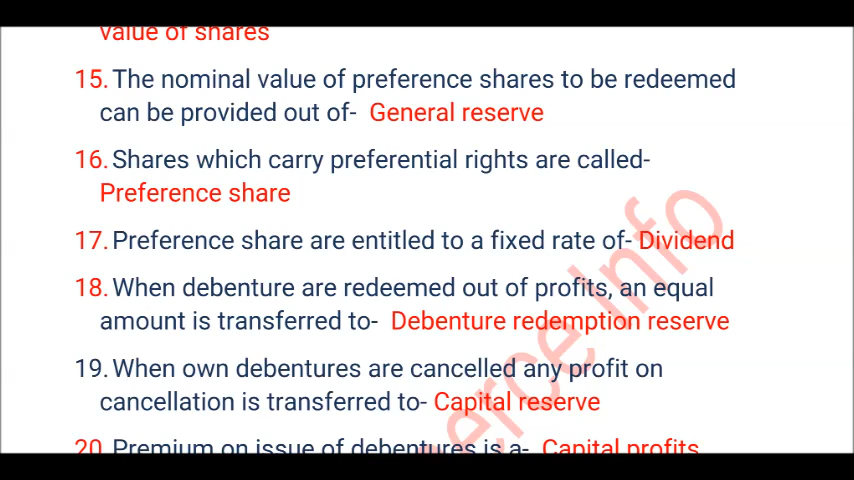 value of shares
15. The nominal value of preference shares to be redeemed
can be provided out of- General reserve
16. Shares which carry preferential rights are called-
Preference share
17. Preference share are entitled to a fixed rate of- Dividend
18. When debenture are redeemed out of profits, an equal
amount is transferred to- Debenture redemption reserve
19. When own debentures are cancelled any profit on
cancellation is transferred to- Capital reserve
20. Premium on issue of debentures is a- Capital profits
erce Info